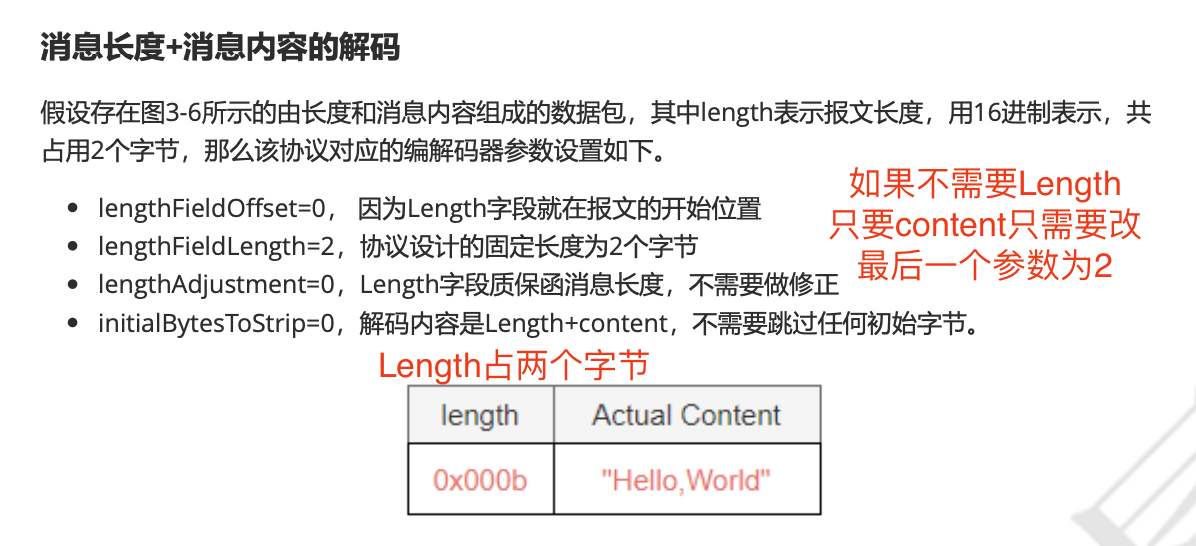 消息长度+消息内容的解码
假设存在图3-6所示的由长度和消息内容组成的数据包，其中length表示报文长度，用16进制表示，共
占用2个字节，那么该协议对应的编解码器参数设置如下。
lengthFieldOffset=0， 因为Length字段就在报文的开始位置
lengthFieldLength=2，协议设计的固定长度为2个字节
lengthAdjustment=0，Length字段质保函消息长度，不需要做修正
initialBytesToStrip=0，解码内容是Length+content，不需要跳过任何初始字节。
如果不需要Length
只要content只需要改
最后一个参数为2
Length占两个字节
length Actual Content
0x000b "Hello,World"